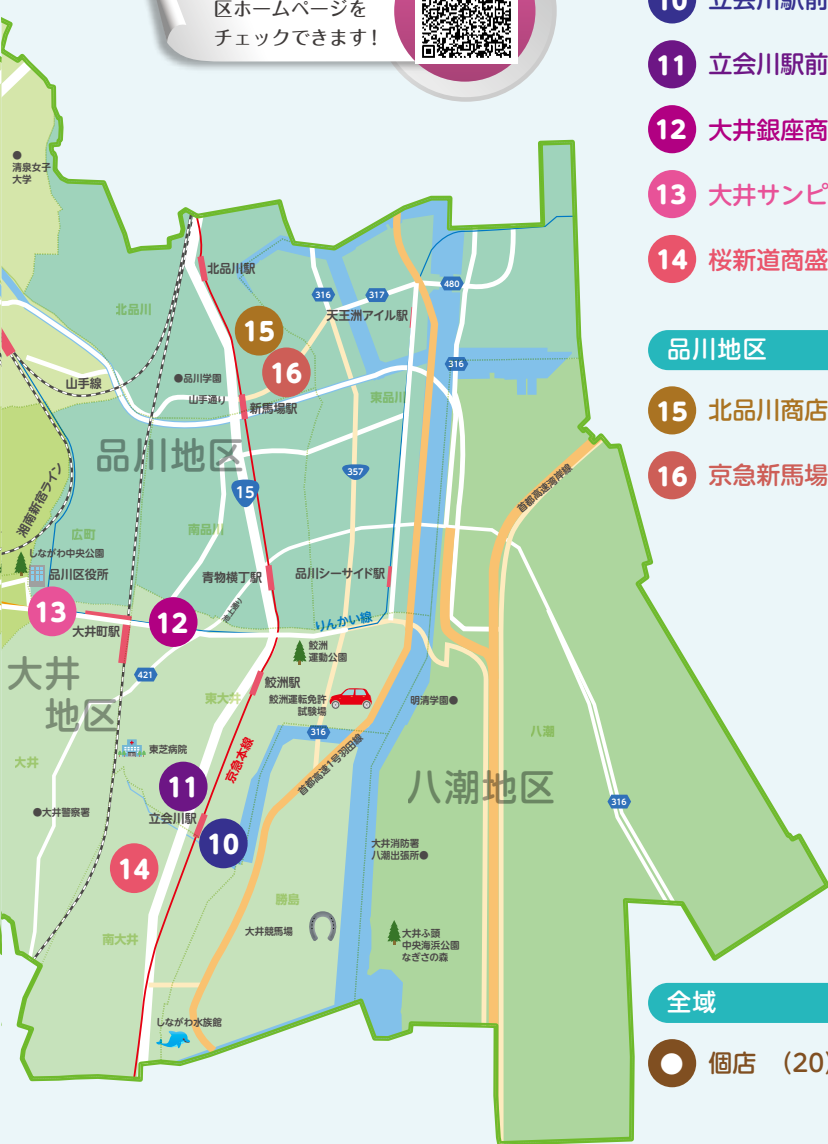 区ホームページを
チェックできます!
10 立会川駅前
11 立会川駅前
12 大井銀座商
13 大井サンピ
14 桜新道商盛
品川地区
15 北品川商店
16 京急新馬場
全域
個店 (20)
清泉女子
大学
北品川駅
北品川
316
317
480
天王洲アイル駅
15
16
316
山手線
品川学園
山手通り
新馬場駅
東品川
品川地区
15
357
首都高速湾岸線
湘南新宿ライン
南品川
広町
しながわ中央公園
品川区役所
青物横丁駅
品川シーサイド駅
13
12
池上通り
りんかい線
大井町駅
大井
地区
421
鮫洲
運動公園
鮫洲駅
東大井
鮫洲運転免許
試験場
明清学園
316
八潮
東芝病院
京急本線
首都高速1号羽田線
大井
11
八潮地区
316
大井警察署
立会川駅
10
大井消防署
八潮出張所
14
勝島
南大井
大井競馬場
大井ふ頭
中央海浜公園
なぎさの森
しながわ水族館